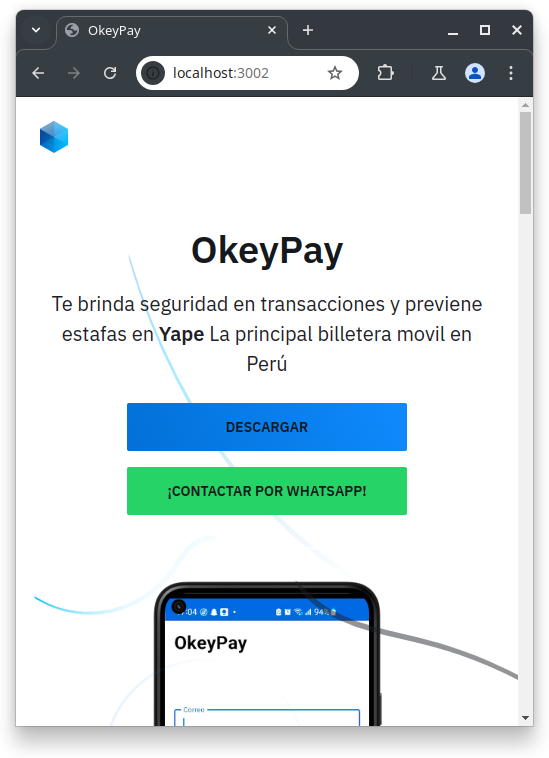 OkeyPay
localhost:3002
OkeyPay
Te brinda seguridad en transacciones y previene
estafas en Yape La principal billetera movil en
Perú
DESCARGAR
¡CONTACTAR POR WHATSAPP!
:04 94%
OkeyPay
Correo